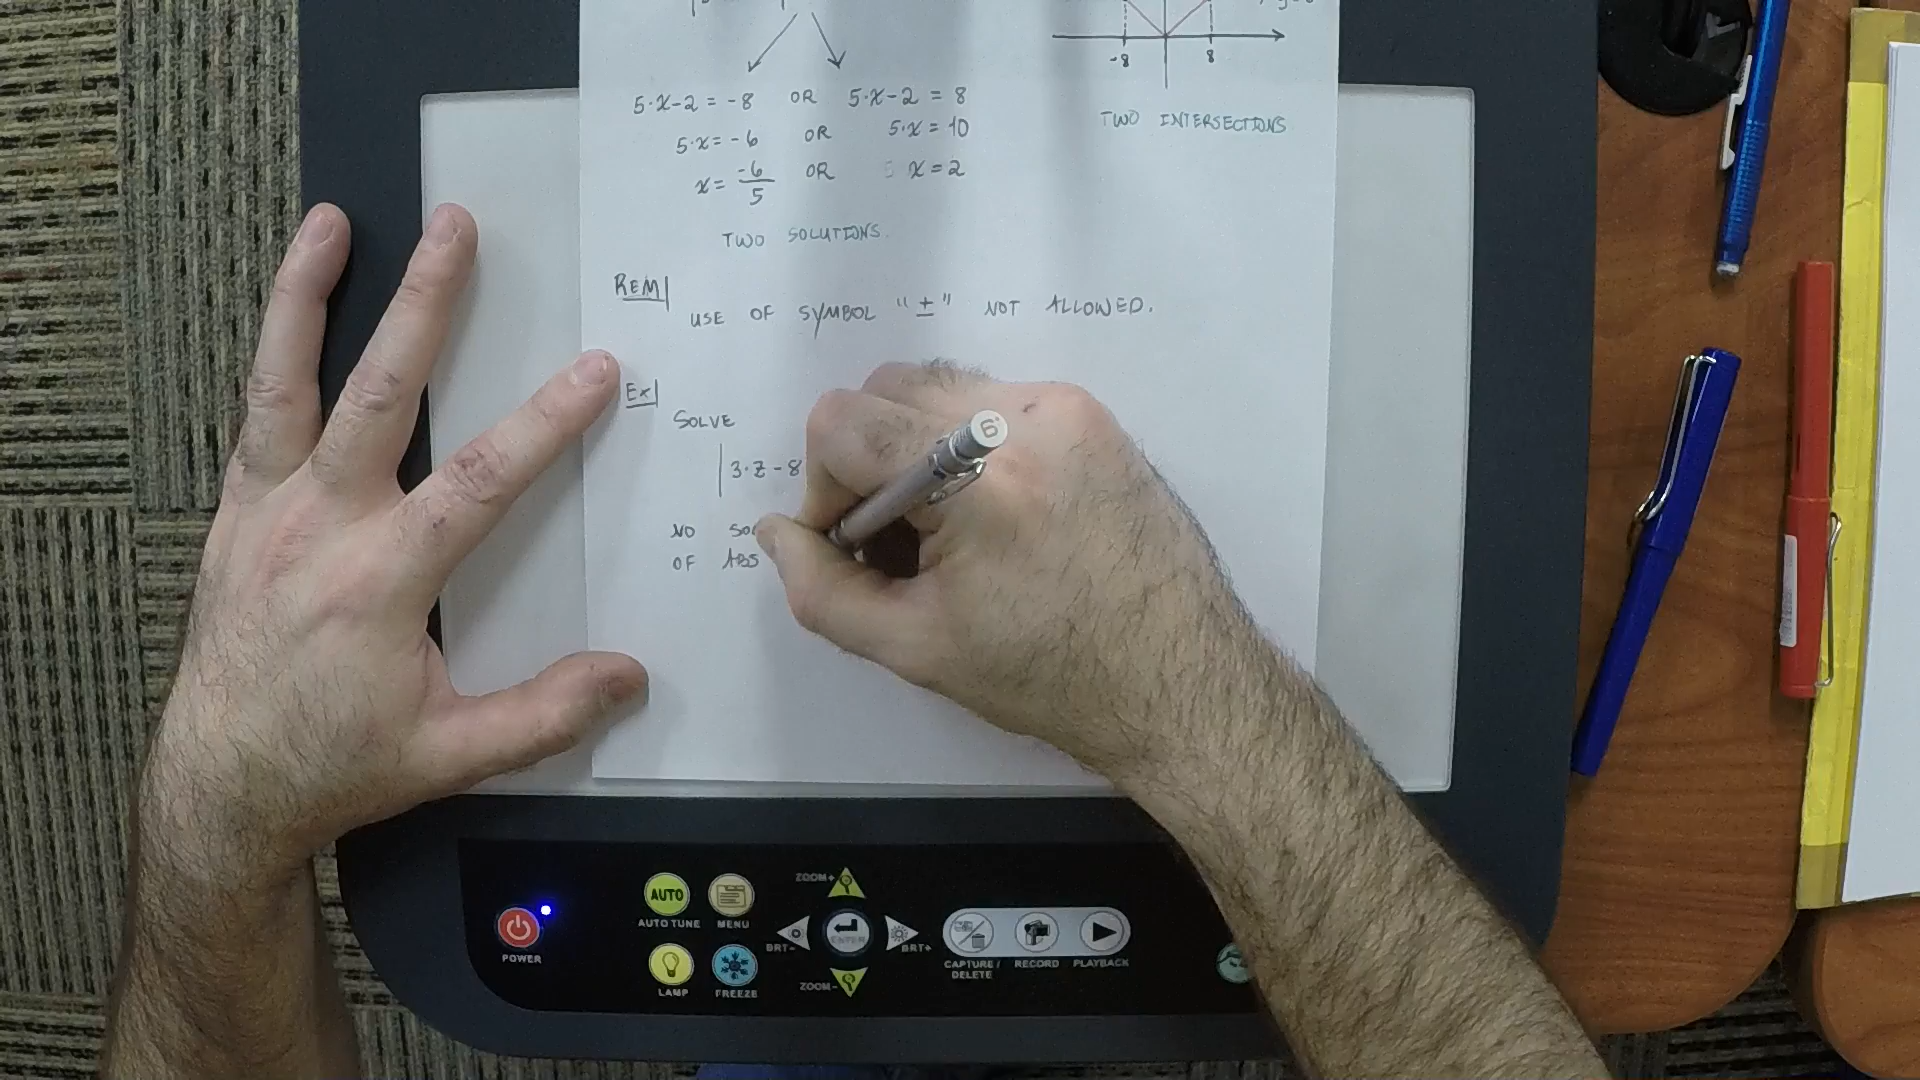 -8 8
5·x-2 = -8 OR 5·x-2 = 8
TWO INTERSECTIONS
5·x = -6 OR 5·x = 10
x = -6/5 OR x = 2
TWO SOLUTIONS.
REM
USE OF SYMBOL "±" NOT ALLOWED.
Ex
SOLVE
|3·z-8
NO
OF ABS
6
AUTO
AUTO TUNE
MENU
ZOOM+
BRT-
ENTER
BRT+
POWER
LAMP
FREEZE
ZOOM-
CAPTURE / DELETE
RECORD
PLAYBACK